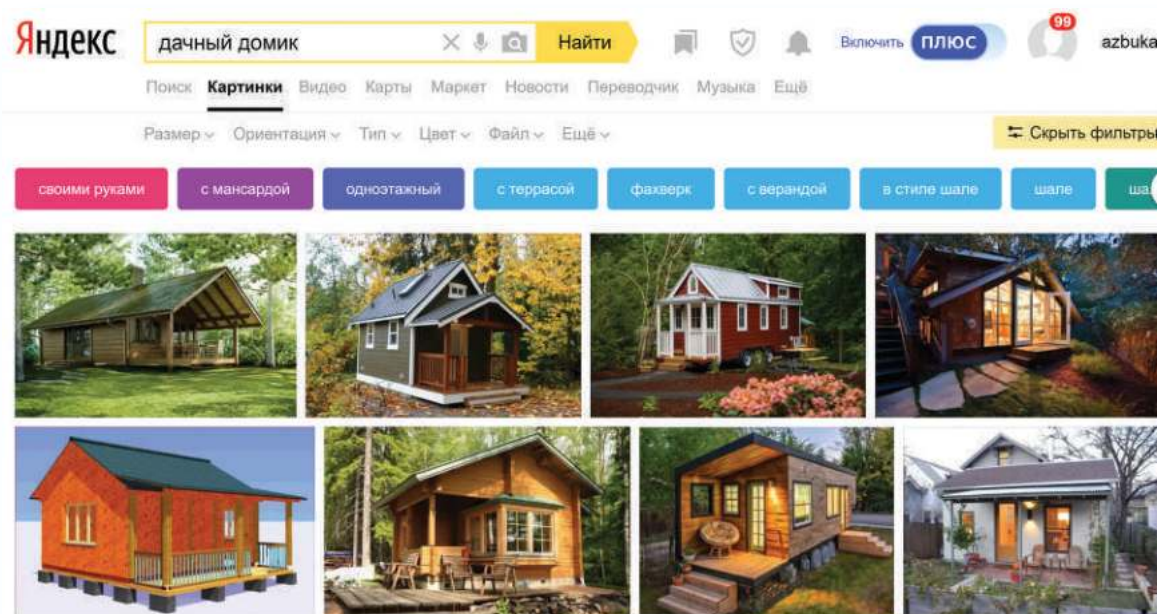 Яндекс дачный домик Найти Включить ПЛЮС 99 azbuka
Поиск Картинки Видео Карты Маркет Новости Переводчик Музыка Ещё
Размер Ориентация Тип Цвет Файл Ещё Скрыть фильтры
своими руками с мансардой одноэтажный с террасой фахверк с верандой в стиле шале шале